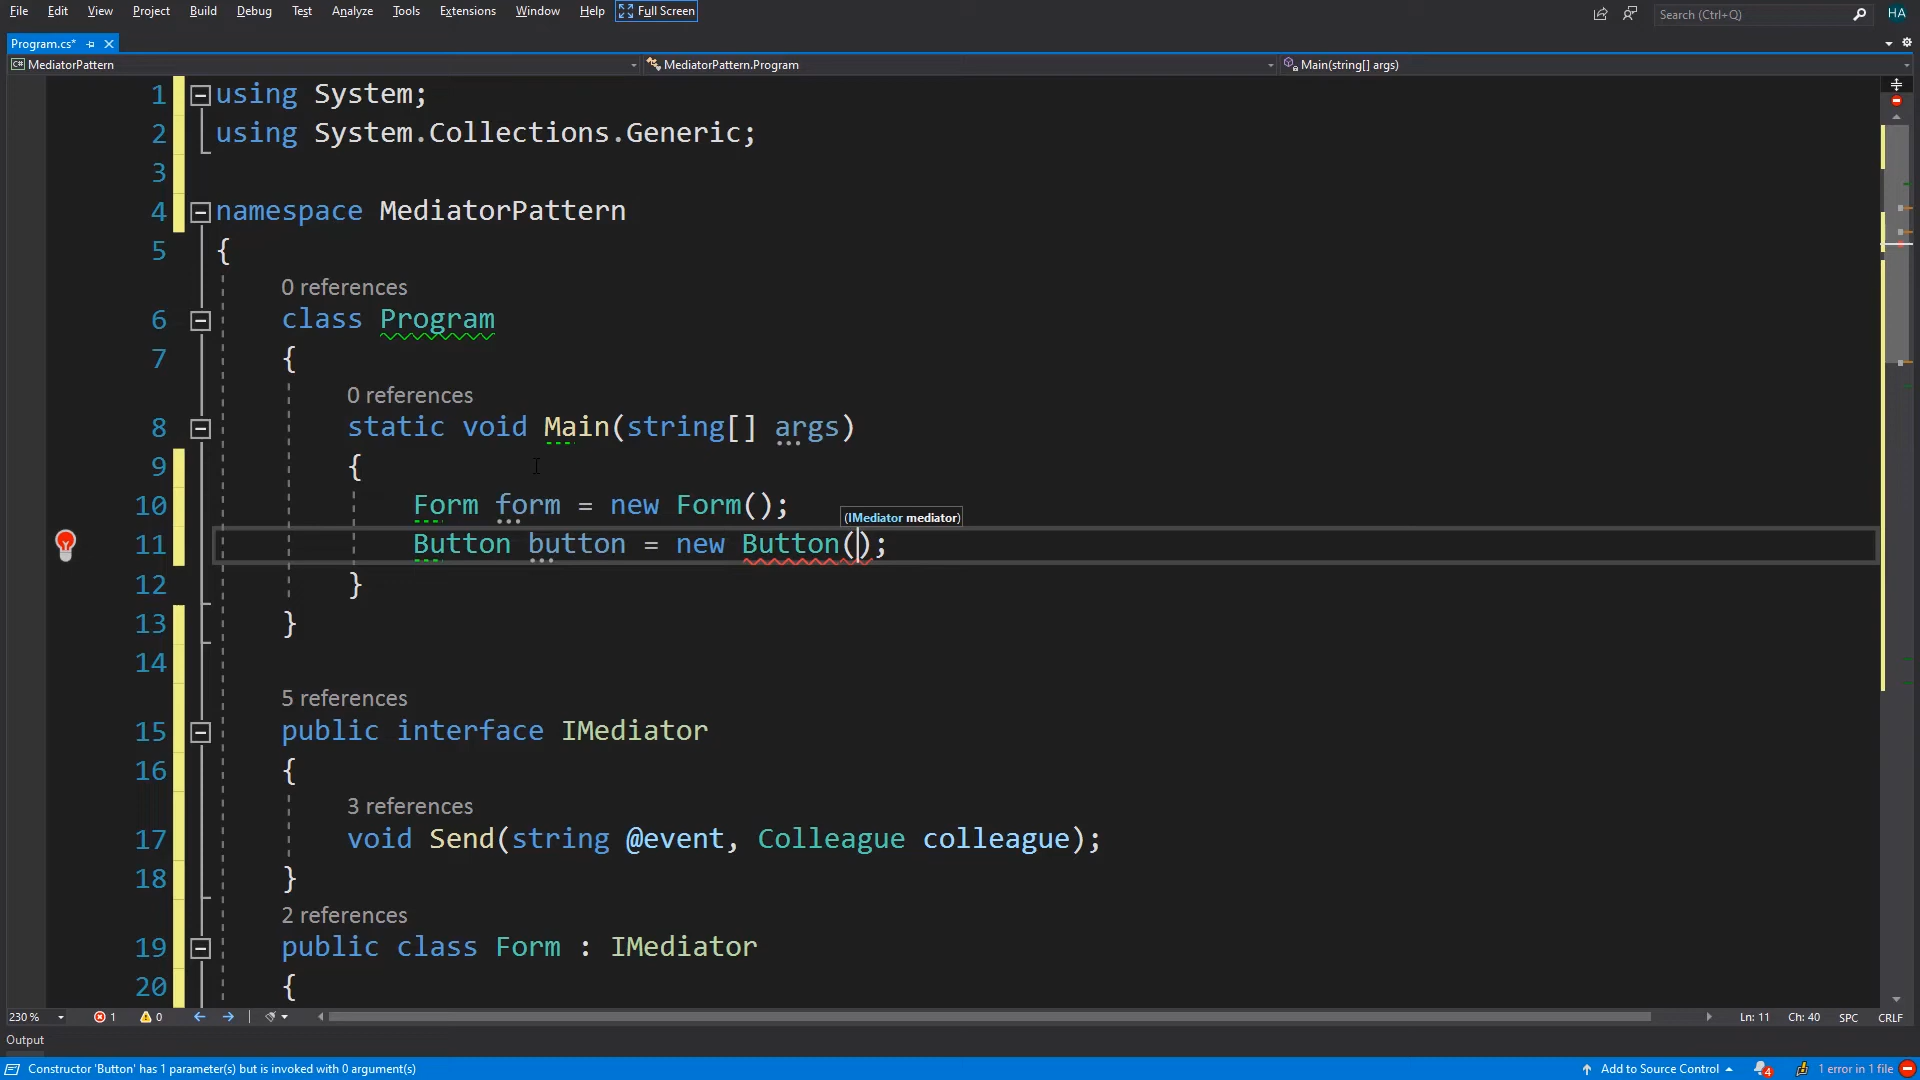 File Edit View Project Build Debug Test Analyze Tools Extensions Window Help Full Screen Search (Ctrl+Q) HA
Program.cs*
MediatorPattern MediatorPattern.Program Main(string[] args)
1 using System;
2 using System.Collections.Generic;
3
4 namespace MediatorPattern
5 {
0 references
6 class Program
7 {
0 references
8 static void Main(string[] args)
9 {
10 Form form = new Form();
(IMediator mediator)
11 Button button = new Button();
12 }
13 }
14
5 references
15 public interface IMediator
16 {
3 references
17 void Send(string @event, Colleague colleague);
18 }
2 references
19 public class Form : IMediator
20 {
230 % 1 0 Ln: 11 Ch: 40 SPC CRLF
Output
Constructor 'Button' has 1 parameter(s) but is invoked with 0 argument(s) Add to Source Control 4 1 error in 1 file